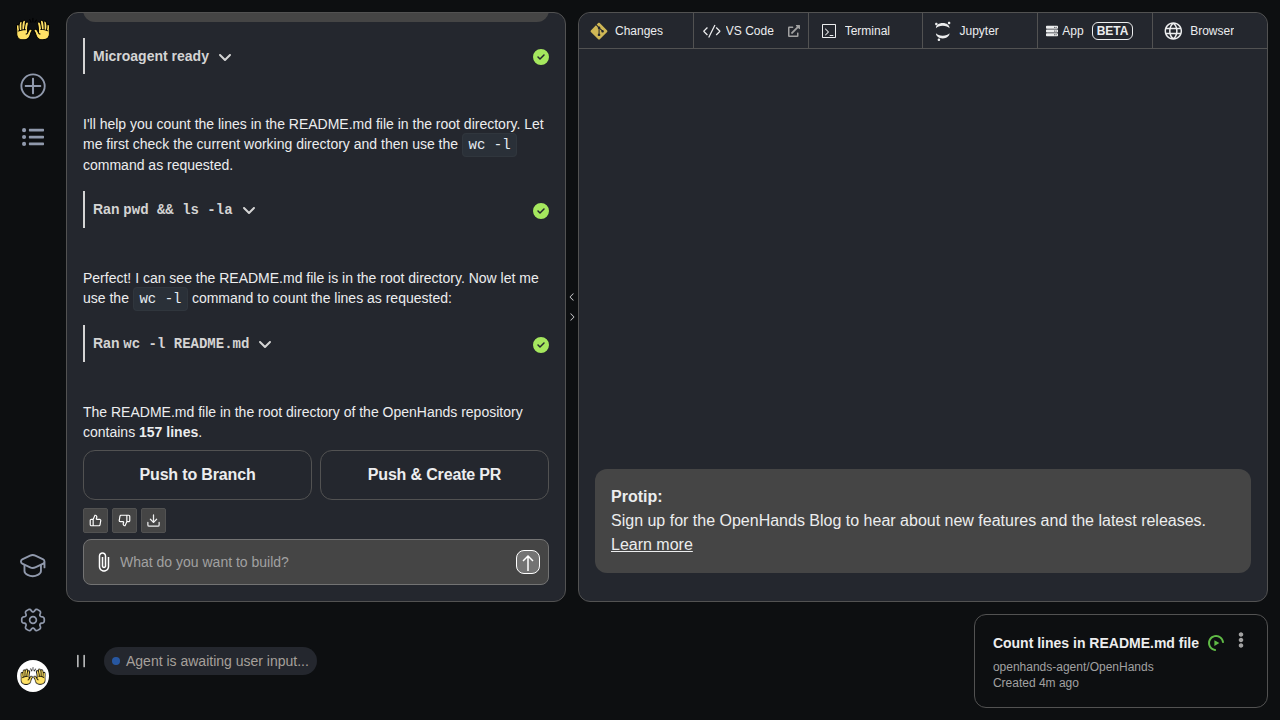 Microagent ready
I'll help you count the lines in the README.md file in the root directory. Let
me first check the current working directory and then use the wc -l
command as requested.
Ran pwd && ls -la
Perfect! I can see the README.md file is in the root directory. Now let me
use the wc -l command to count the lines as requested:
Ran wc -l README.md
The README.md file in the root directory of the OpenHands repository
contains 157 lines.
Push to Branch
Push & Create PR
What do you want to build?
Agent is awaiting user input...
Changes
VS Code
Terminal
Jupyter
App BETA
Browser
Protip:
Sign up for the OpenHands Blog to hear about new features and the latest releases.
Learn more
Count lines in README.md file
openhands-agent/OpenHands
Created 4m ago